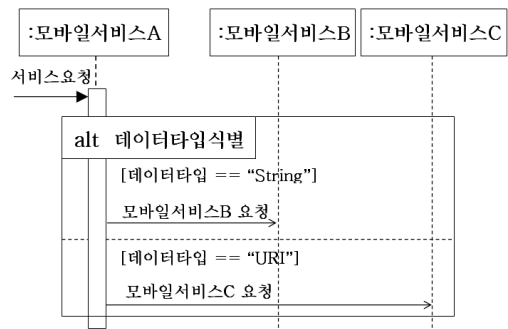 :모바일서비스A
:모바일서비스B
:모바일서비스C
서비스요청
alt 데이터타입식별
[데이터타입 == “String”]
모바일서비스B 요청
[데이터타입 == “URI”]
모바일서비스C 요청